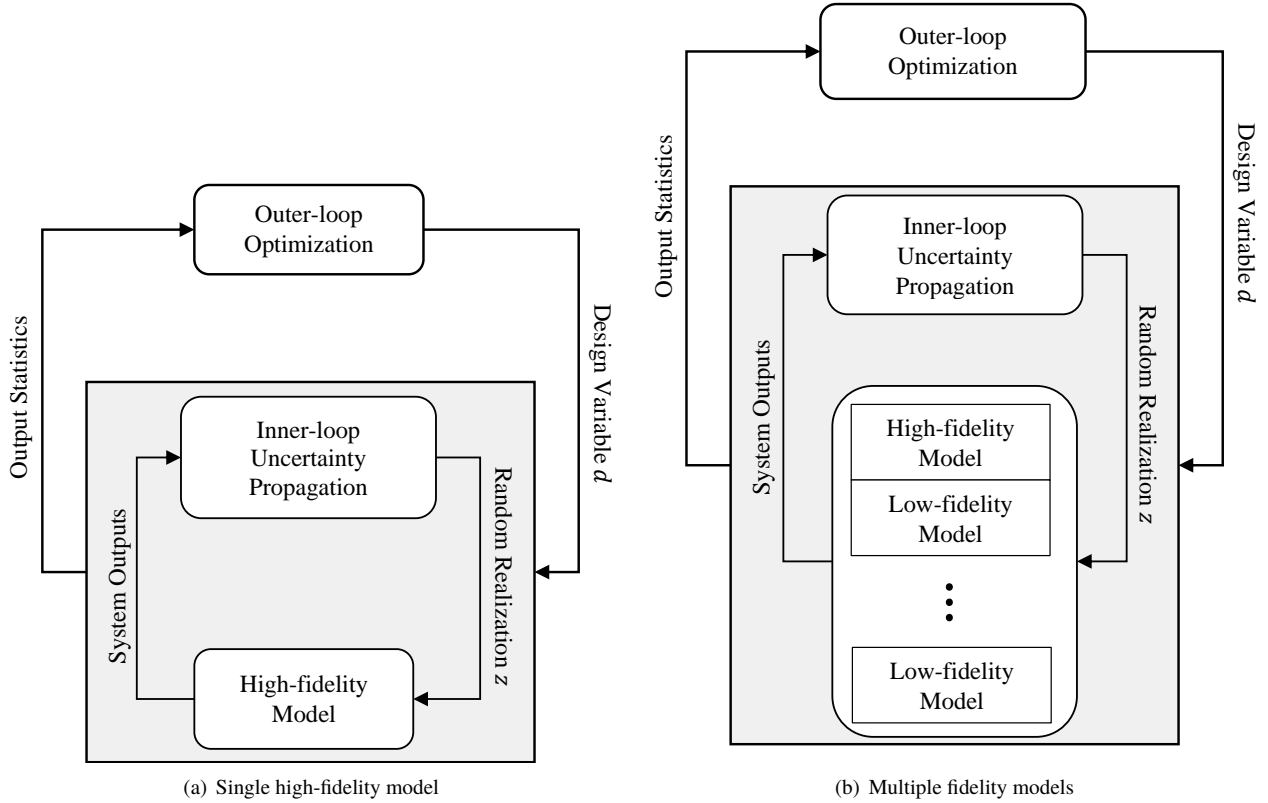 Outer-loop
Optimization
Output Statistics
Design Variable d
Inner-loop
Uncertainty
Propagation
System Outputs
Random Realization z
High-fidelity
Model
(a) Single high-fidelity model
Outer-loop
Optimization
Output Statistics
Design Variable d
Inner-loop
Uncertainty
Propagation
System Outputs
Random Realization z
High-fidelity
Model
Low-fidelity
Model
Low-fidelity
Model
(b) Multiple fidelity models